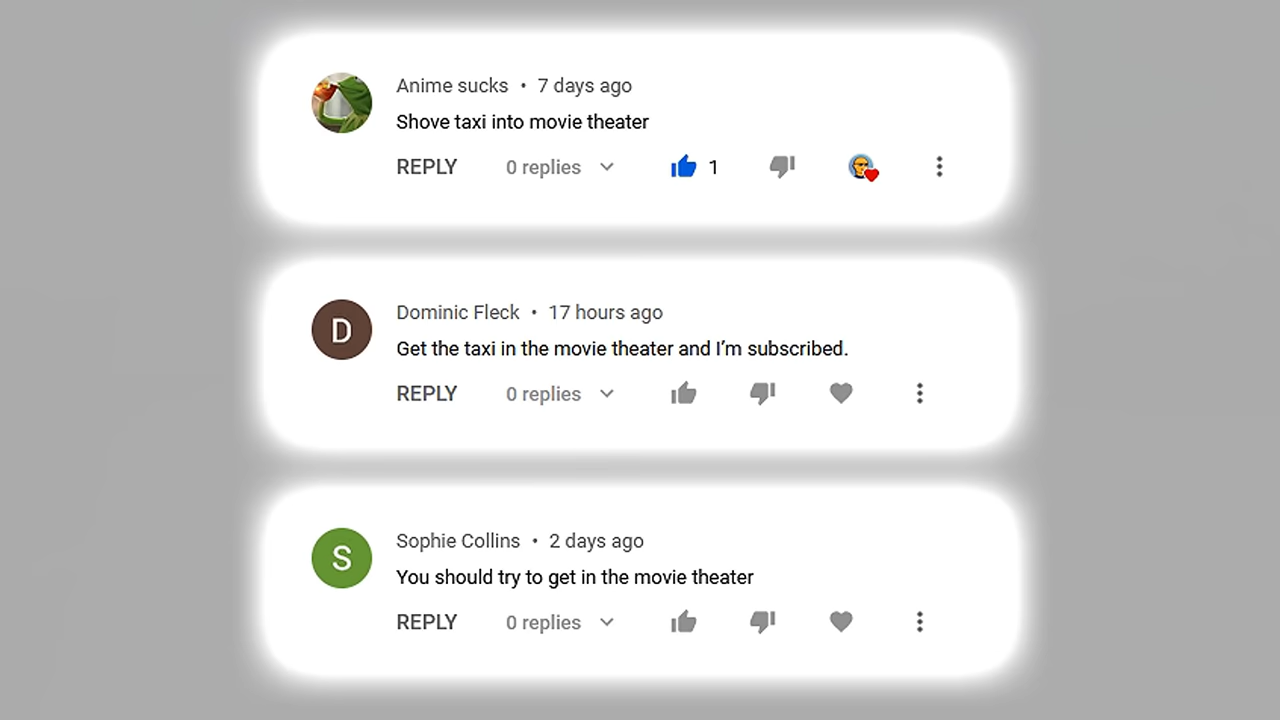 Anime sucks • 7 days ago
Shove taxi into movie theater
REPLY 0 replies 1
D
Dominic Fleck • 17 hours ago
Get the taxi in the movie theater and I’m subscribed.
REPLY 0 replies
S
Sophie Collins • 2 days ago
You should try to get in the movie theater
REPLY 0 replies